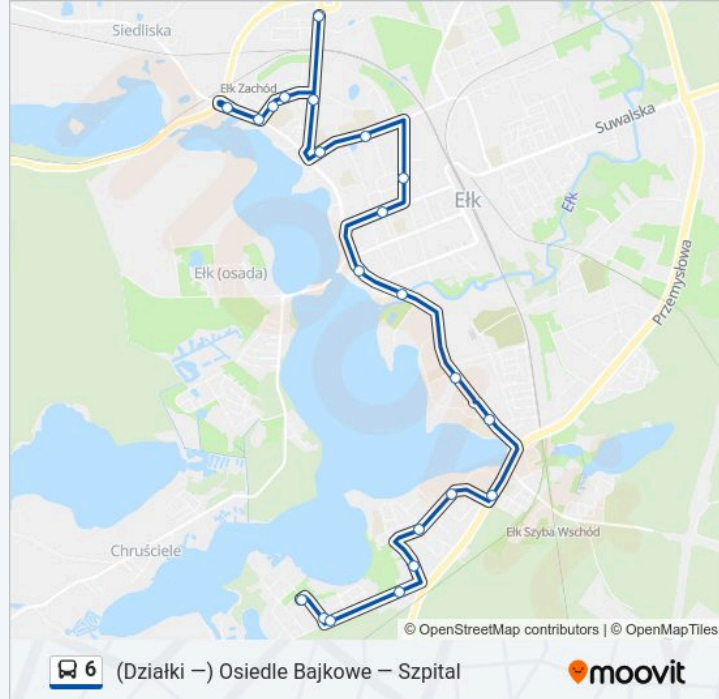 Siedliska
Ełk Zachód
Suwalska
Ełk
Ełk
Ełk (osada)
Przemysłowa
Ełk Szyba Wschód
Chruściele
© OpenStreetMap contributors | © OpenMapTiles
6 (Działki —) Osiedle Bajkowe — Szpital
moovit